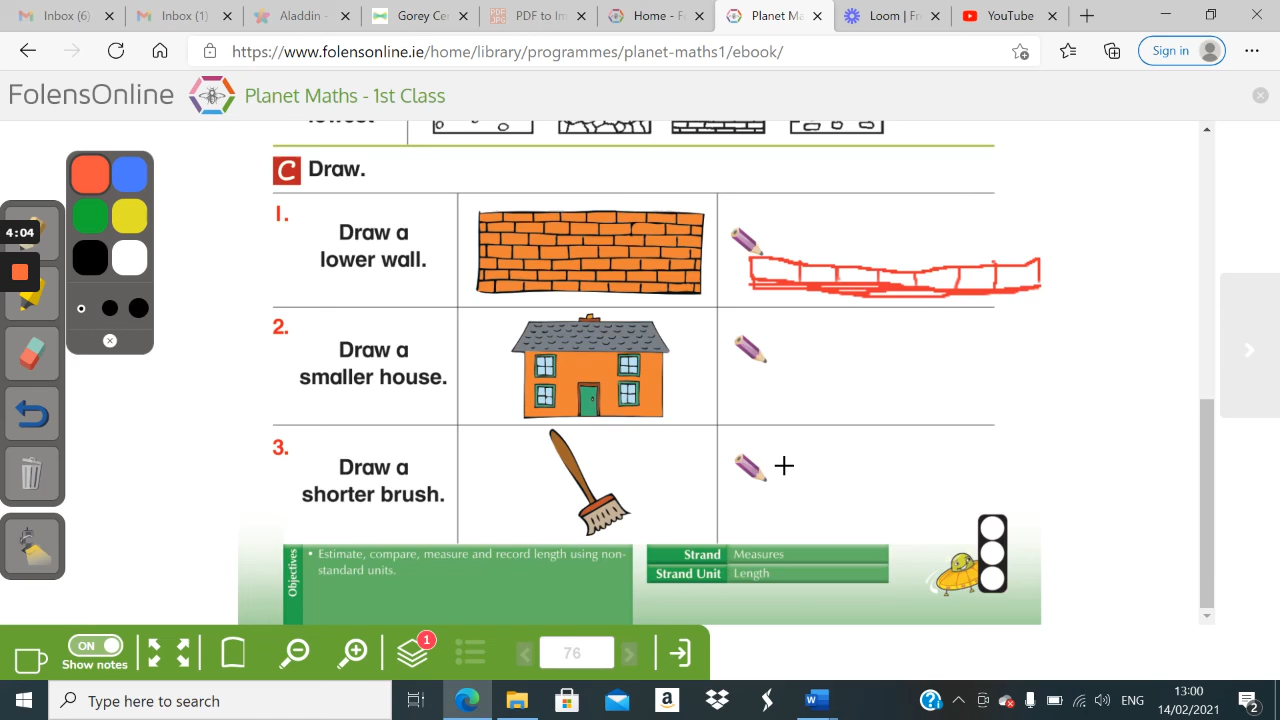 Inbox (6)
Inbox (1)
Aladdin -
Gorey Ce
PDF to Im
Home - F
Planet Ma
Loom | Fr
YouTube
https://www.folensonline.ie/home/library/programmes/planet-maths1/ebook/
Sign in
FolensOnline
Planet Maths - 1st Class
lowest
C Draw.
1.
Draw a
lower wall.
2.
Draw a
smaller house.
3.
Draw a
shorter brush.
4:04
Objectives
• Estimate, compare, measure and record length using non-
standard units.
Strand Measures
Strand Unit Length
ON
Show notes
1
76
Type here to search
W
a
ENG
13:00
14/02/2021
2